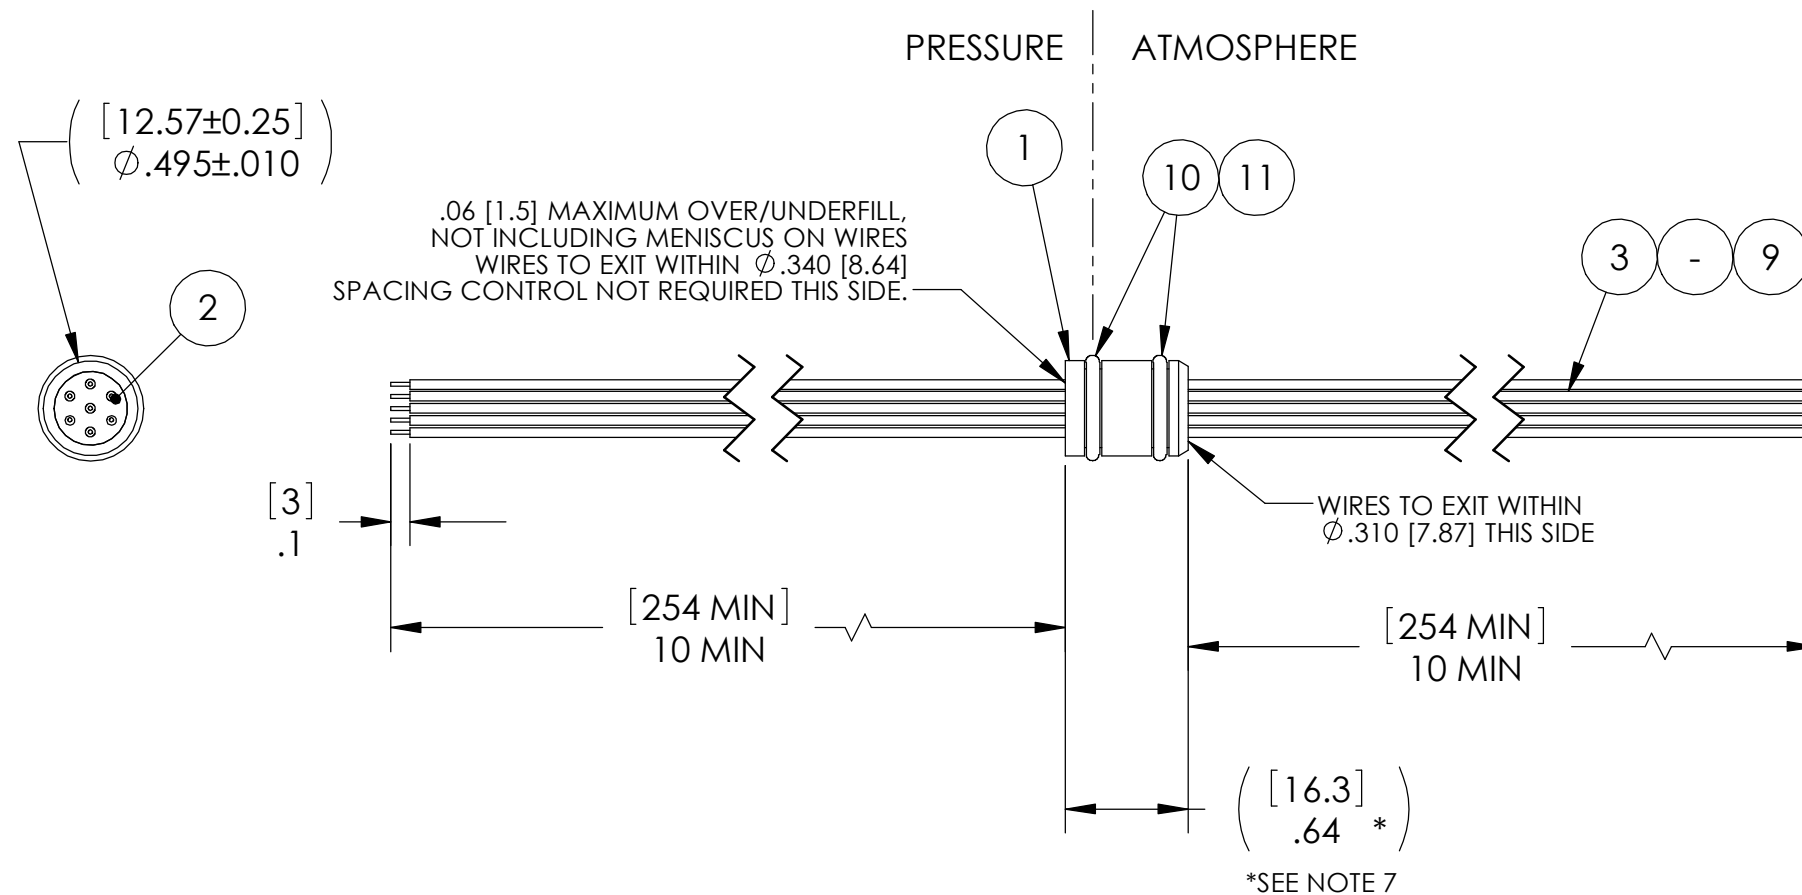 PRESSURE ATMOSPHERE
[12.57±0.25]
∅.495±.010
1
10 11
.06 [1.5] MAXIMUM OVER/UNDERFILL,
NOT INCLUDING MENISCUS ON WIRES
WIRES TO EXIT WITHIN ∅.340 [8.64]
SPACING CONTROL NOT REQUIRED THIS SIDE.
3 - 9
2
[3]
.1
WIRES TO EXIT WITHIN
∅.310 [7.87] THIS SIDE
[254 MIN]
10 MIN
[254 MIN]
10 MIN
[16.3]
.64 *
*SEE NOTE 7